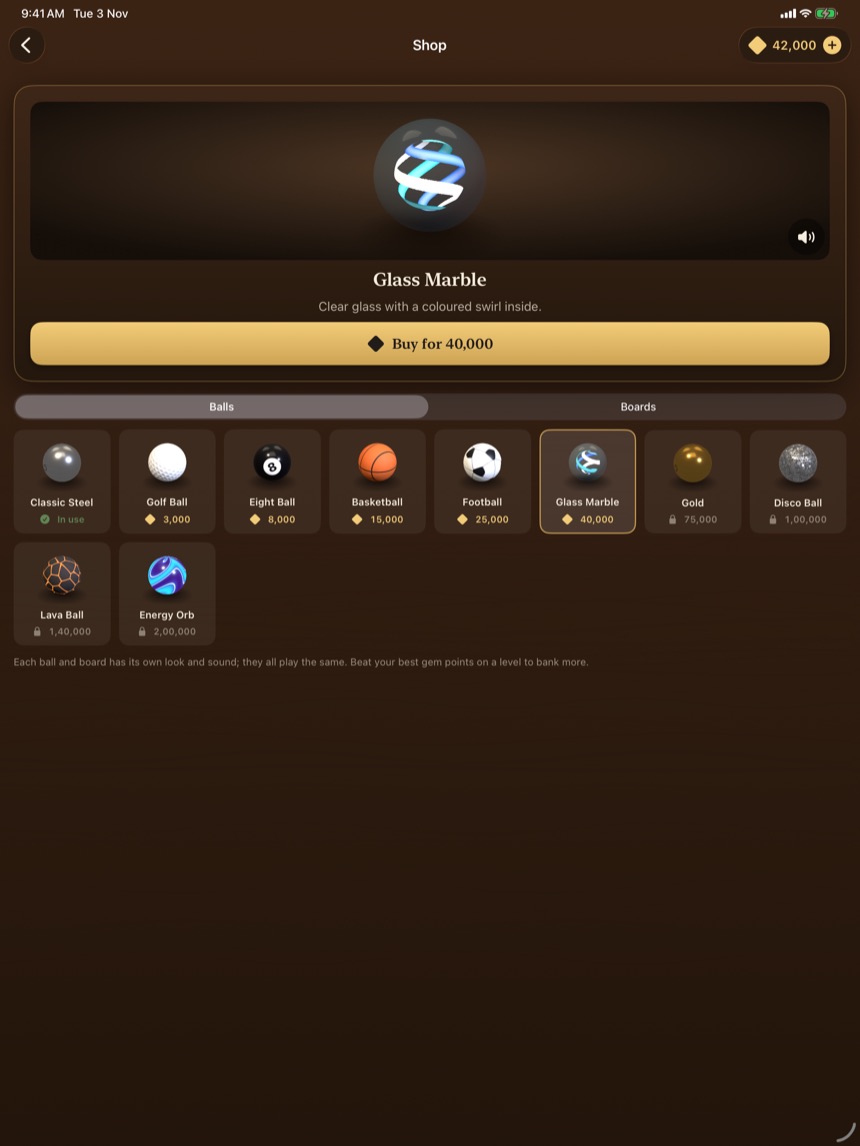 9:41 AM Tue 3 Nov
Shop
42,000
Glass Marble
Clear glass with a coloured swirl inside.
Buy for 40,000
Balls Boards
Classic Steel Golf Ball Eight Ball Basketball Football Glass Marble Gold Disco Ball
In use 3,000 8,000 15,000 25,000 40,000 75,000 1,00,000
Lava Ball Energy Orb
1,40,000 2,00,000
Each ball and board has its own look and sound; they all play the same. Beat your best gem points on a level to bank more.